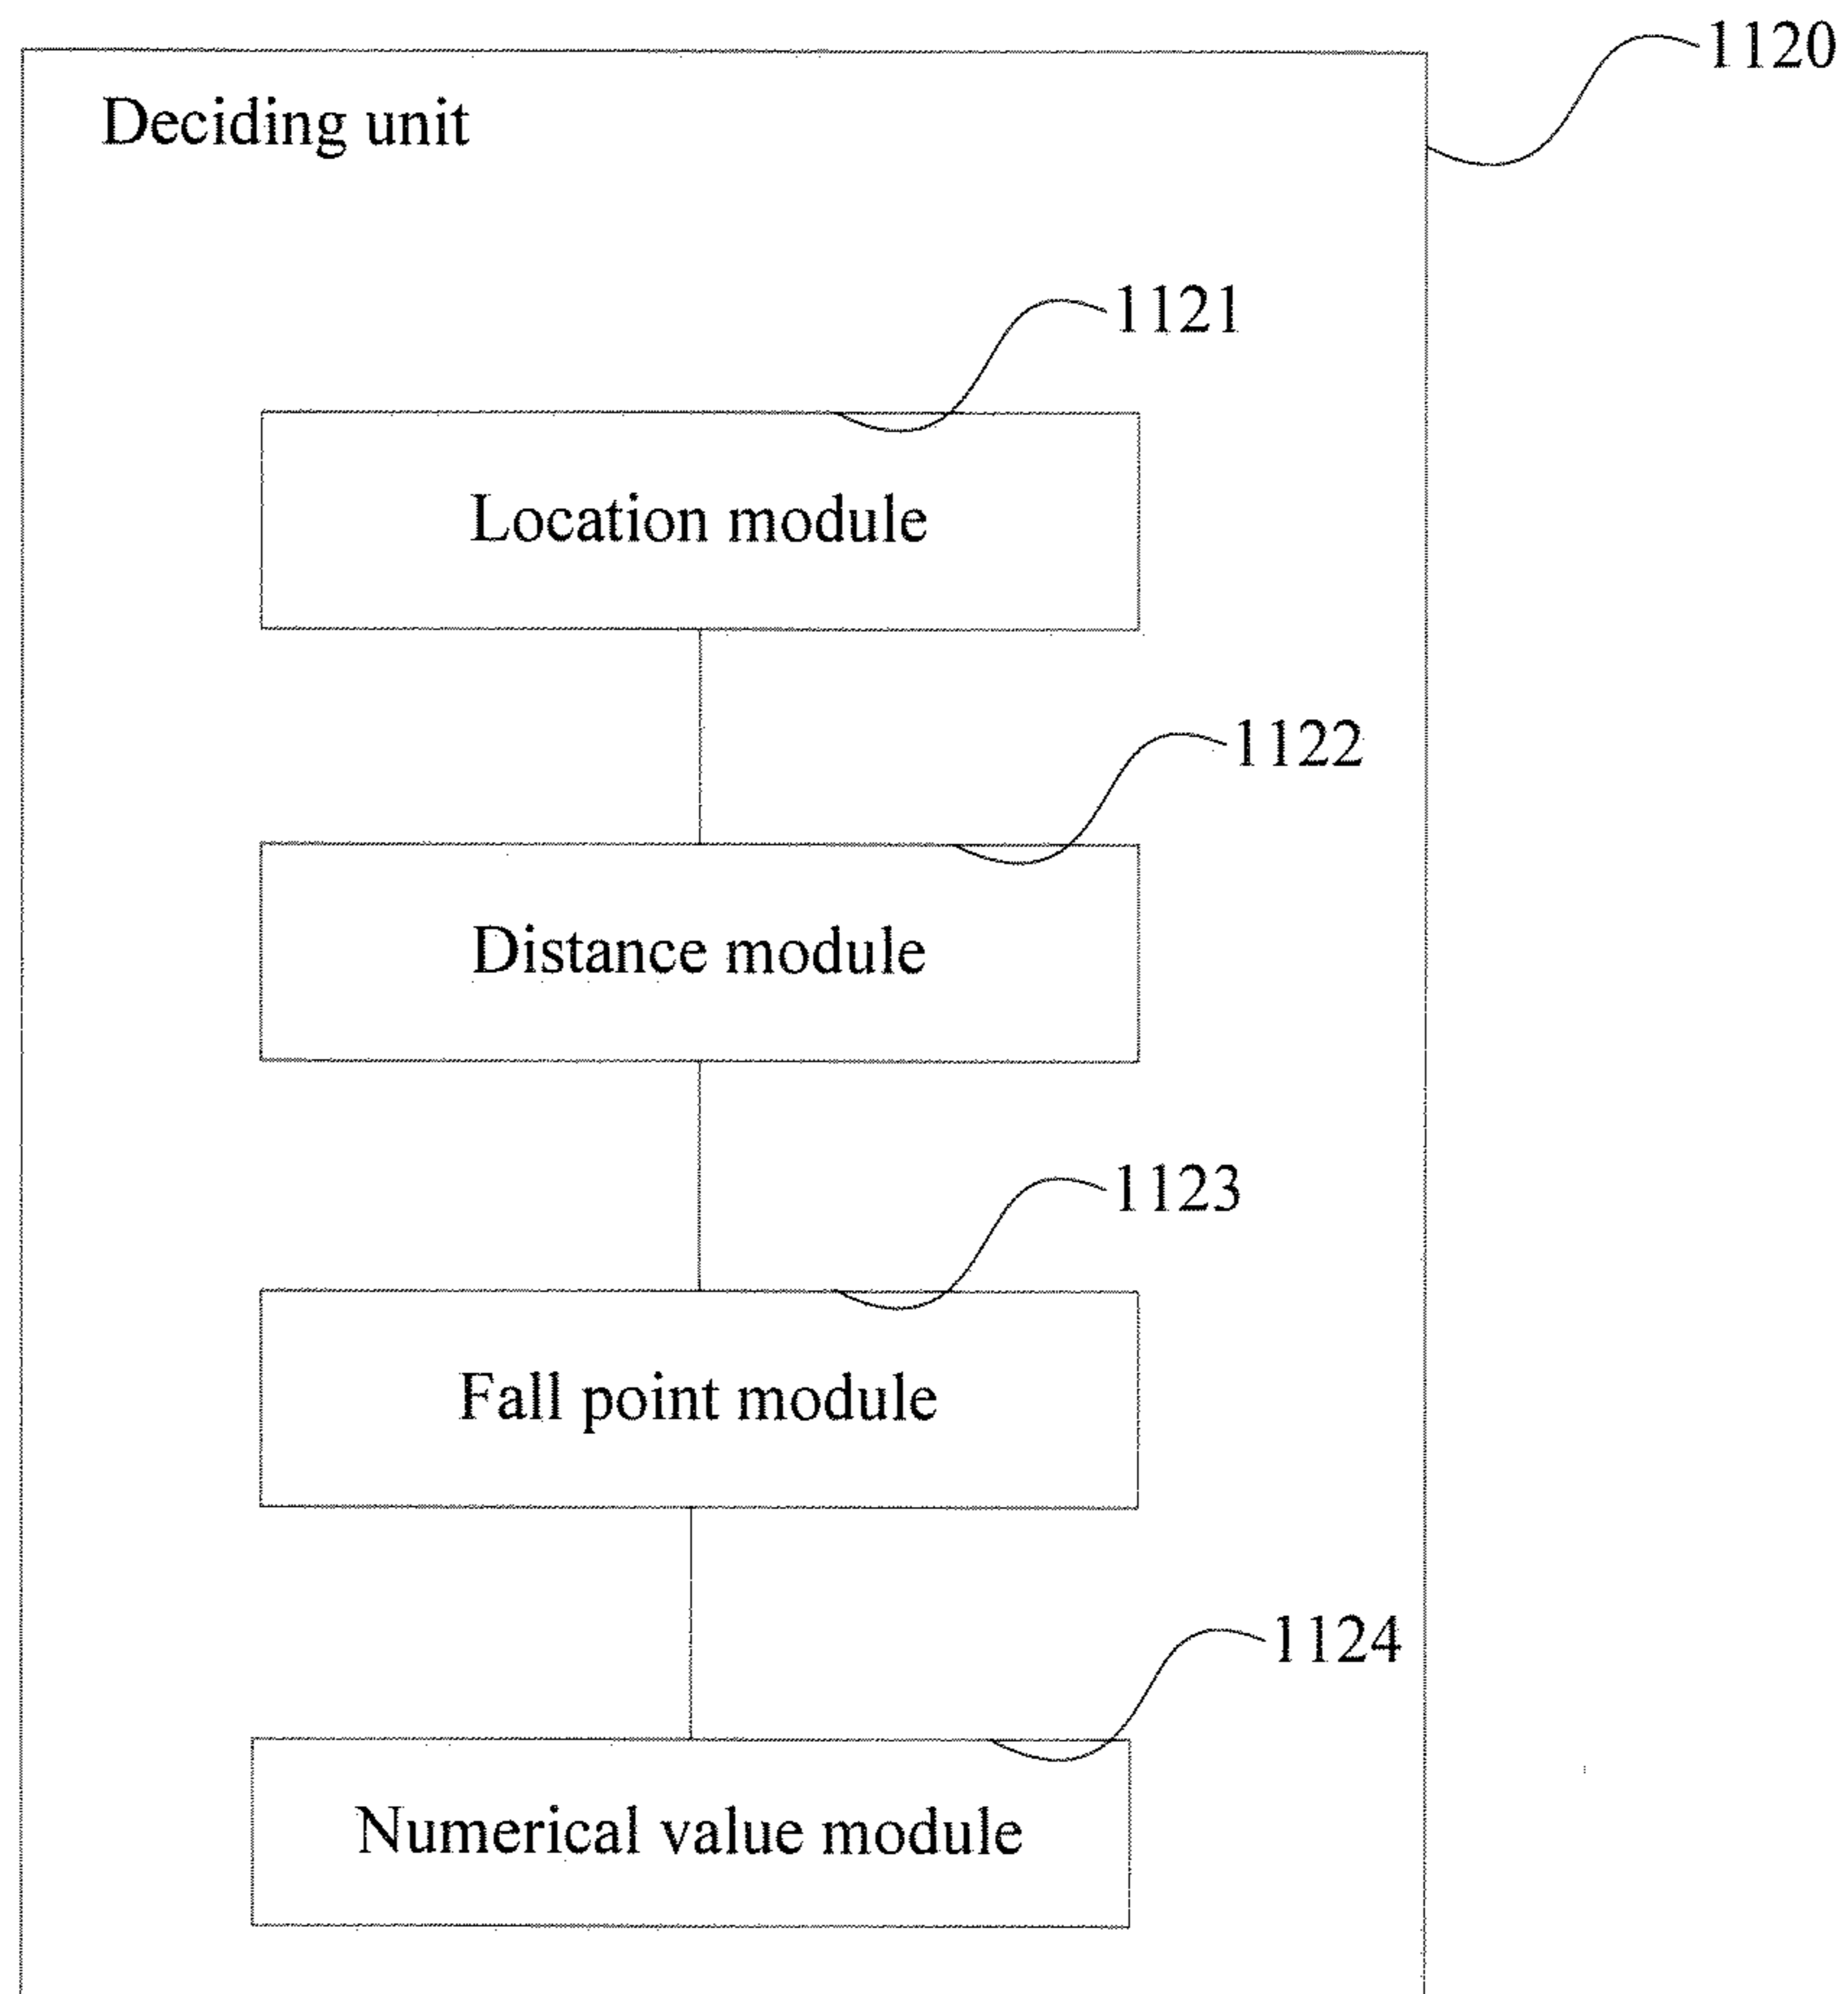 1120
Deciding unit
1121
Location module
1122
Distance module
1123
Fall point module
1124
Numerical value module